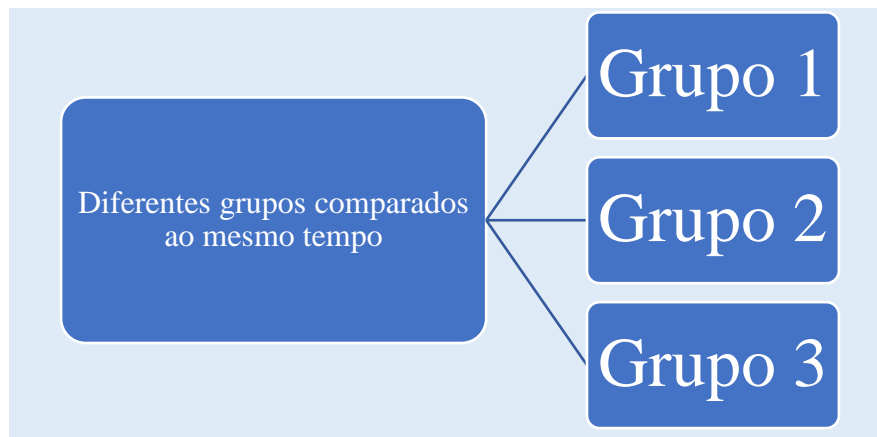 Diferentes grupos comparados
ao mesmo tempo
Grupo 1
Grupo 2
Grupo 3